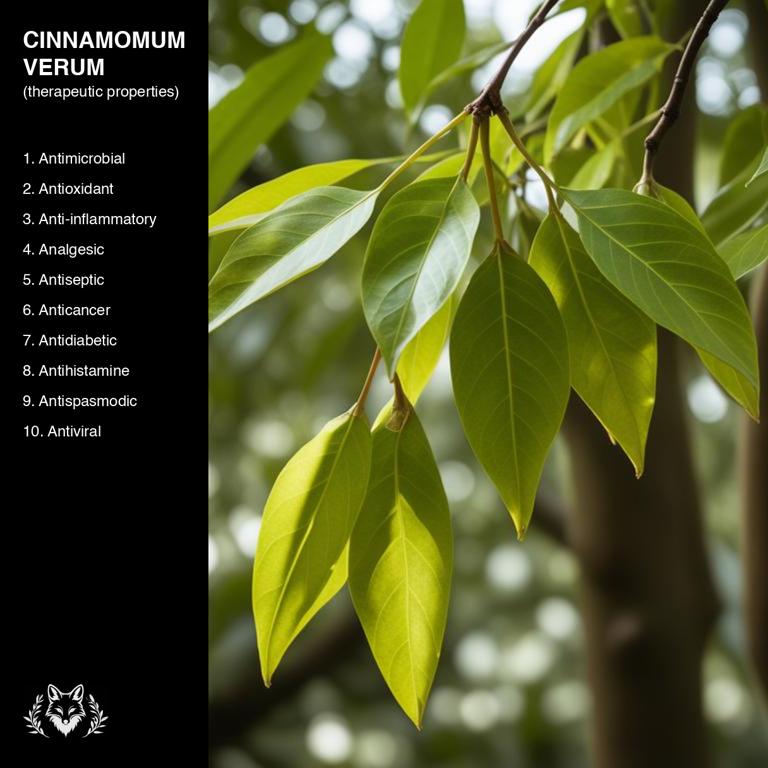 CINNAMOMUM
VERUM
(therapeutic properties)
1. Antimicrobial
2. Antioxidant
3. Anti-inflammatory
4. Analgesic
5. Antiseptic
6. Anticancer
7. Antidiabetic
8. Antihistamine
9. Antispasmodic
10. Antiviral